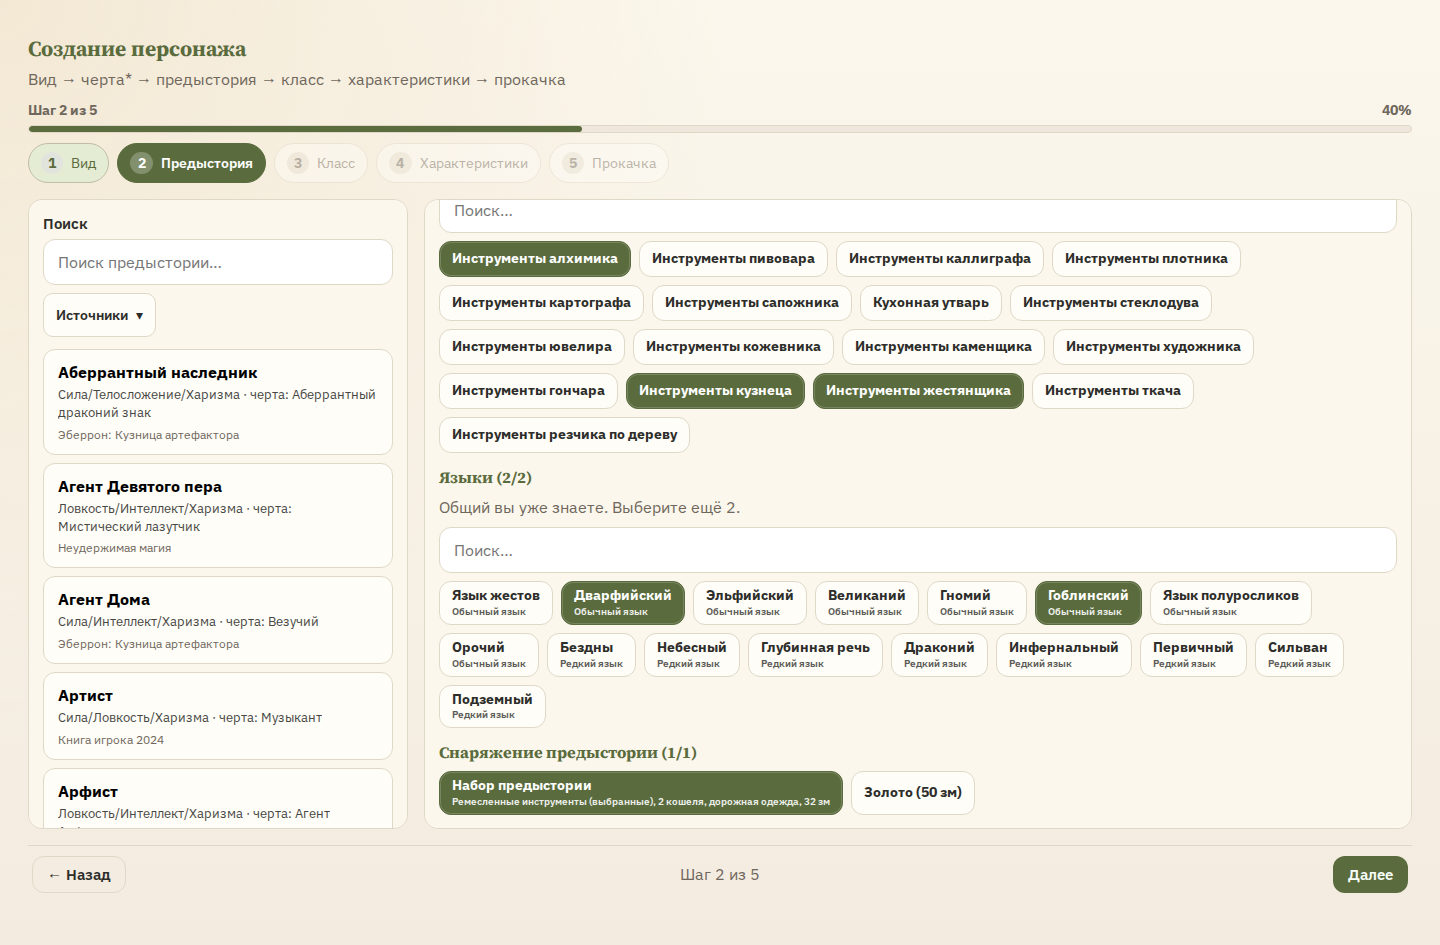 Создание персонажа
Вид → черта* → предыстория → класс → характеристики → прокачка
Шаг 2 из 5
40%
1 Вид
2 Предыстория
3 Класс
4 Характеристики
5 Прокачка
Поиск
Поиск предыстории...
Источники ▾
Аберрантный наследник
Сила/Телосложение/Харизма · черта: Аберрантный
драконий знак
Эберрон: Кузница артефактора
Агент Девятого пера
Ловкость/Интеллект/Харизма · черта:
Мистический лазутчик
Неудержимая магия
Агент Дома
Сила/Интеллект/Харизма · черта: Везучий
Эберрон: Кузница артефактора
Артист
Сила/Ловкость/Харизма · черта: Музыкант
Книга игрока 2024
Арфист
Ловкость/Интеллект/Харизма · черта: Агент
Поиск...
Инструменты алхимика
Инструменты пивовара
Инструменты каллиграфа
Инструменты плотника
Инструменты картографа
Инструменты сапожника
Кухонная утварь
Инструменты стеклодува
Инструменты ювелира
Инструменты кожевника
Инструменты каменщика
Инструменты художника
Инструменты гончара
Инструменты кузнеца
Инструменты жестянщика
Инструменты ткача
Инструменты резчика по дереву
Языки (2/2)
Общий вы уже знаете. Выберите ещё 2.
Поиск...
Язык жестов
Обычный язык
Дварфийский
Обычный язык
Эльфийский
Обычный язык
Великаний
Обычный язык
Гномий
Обычный язык
Гоблинский
Обычный язык
Язык полуросликов
Обычный язык
Орочий
Обычный язык
Бездны
Редкий язык
Небесный
Редкий язык
Глубинная речь
Редкий язык
Драконий
Редкий язык
Инфернальный
Редкий язык
Первичный
Редкий язык
Сильван
Редкий язык
Подземный
Редкий язык
Снаряжение предыстории (1/1)
Набор предыстории
Ремесленные инструменты (выбранные), 2 кошеля, дорожная одежда, 32 зм
Золото (50 зм)
← Назад
Шаг 2 из 5
Далее